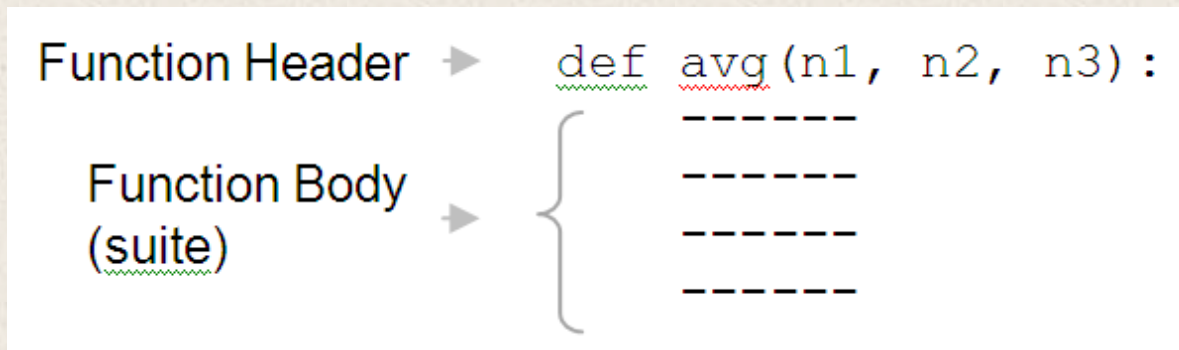 Function Header def avg(n1, n2, n3):
------
Function Body ------
(suite) ------
------